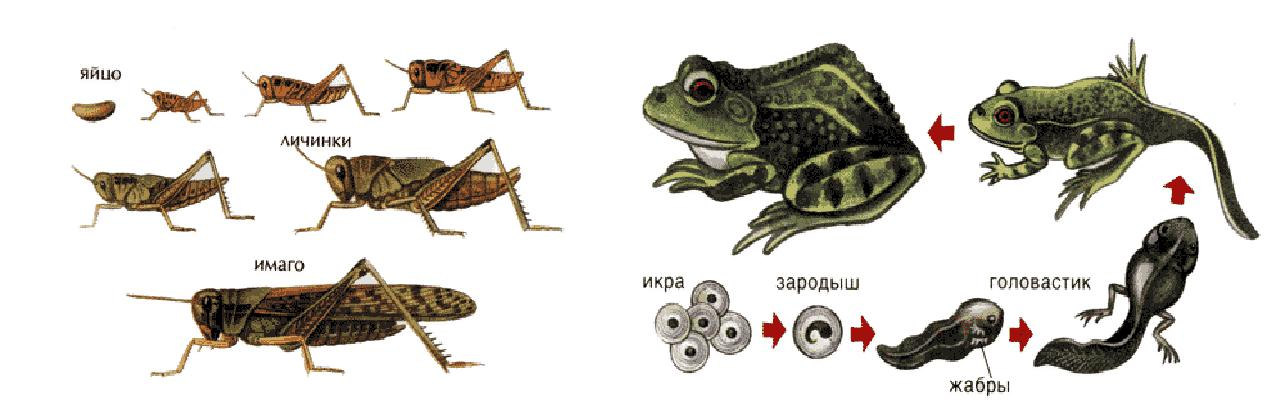 яйцо
личинки
имаго
икра
зародыш
головастик
жабры